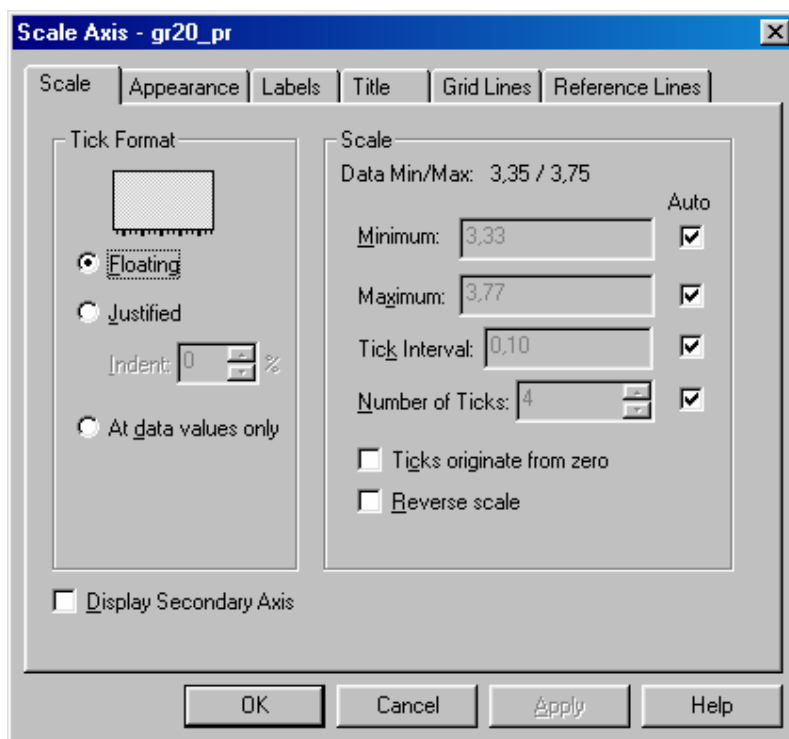 Scale Axis - gr20_pr
Scale Appearance Labels Title Grid Lines Reference Lines
Tick Format
Floating
Justified
Indent: 0 %
At data values only
Scale
Data Min/Max: 3,35 / 3,75
Auto
Minimum: 3,33
Maximum: 3,77
Tick Interval: 0,10
Number of Ticks: 4
Ticks originate from zero
Reverse scale
Display Secondary Axis
OK Cancel Apply Help